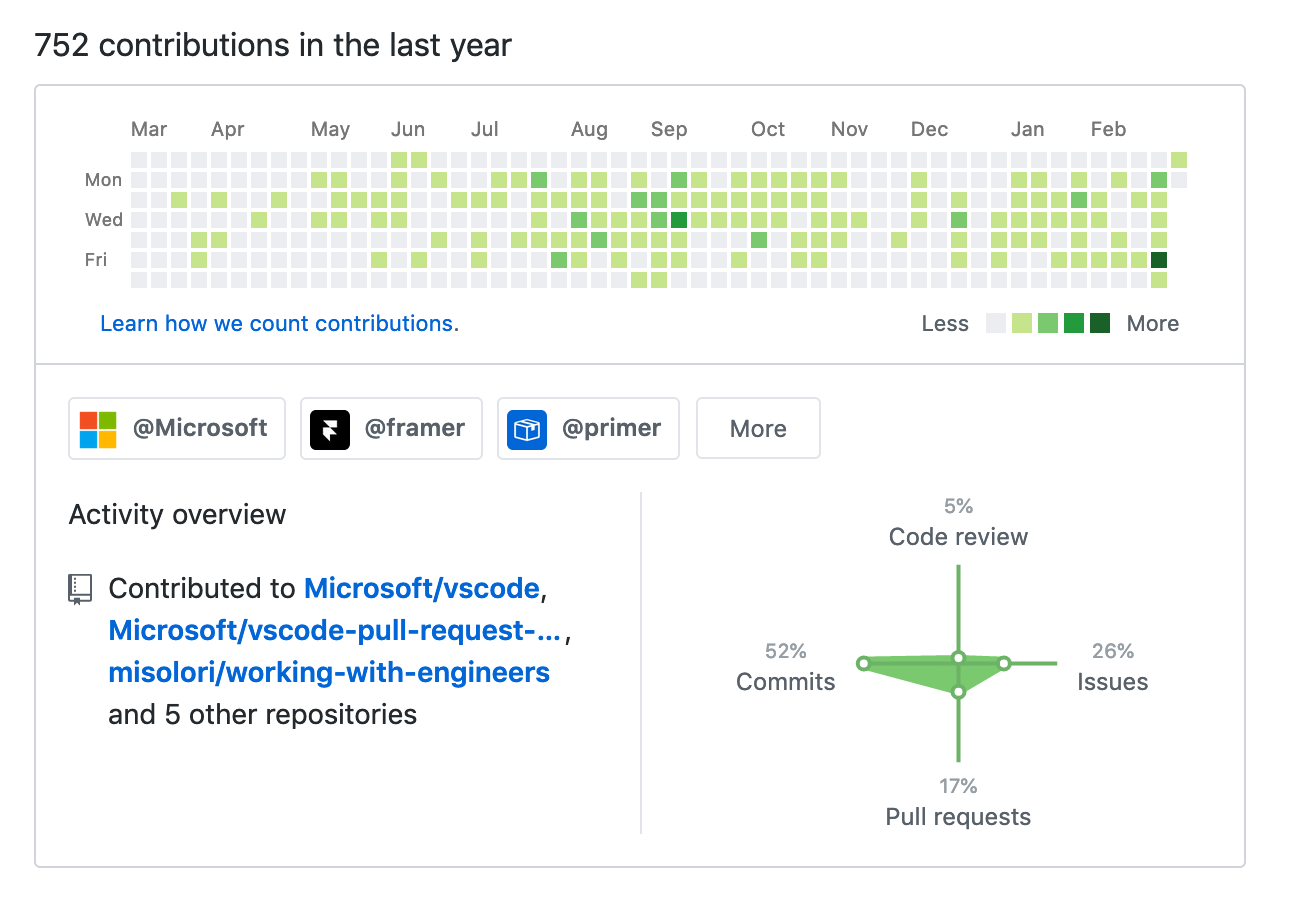 752 contributions in the last year
Mar Apr May Jun Jul Aug Sep Oct Nov Dec Jan Feb
Mon
Wed
Fri
Learn how we count contributions.
Less More
@Microsoft @framer @primer More
Activity overview
Contributed to Microsoft/vscode,
Microsoft/vscode-pull-request-... ,
misolori/working-with-engineers
and 5 other repositories
5%
Code review
52%
Commits
26%
Issues
17%
Pull requests